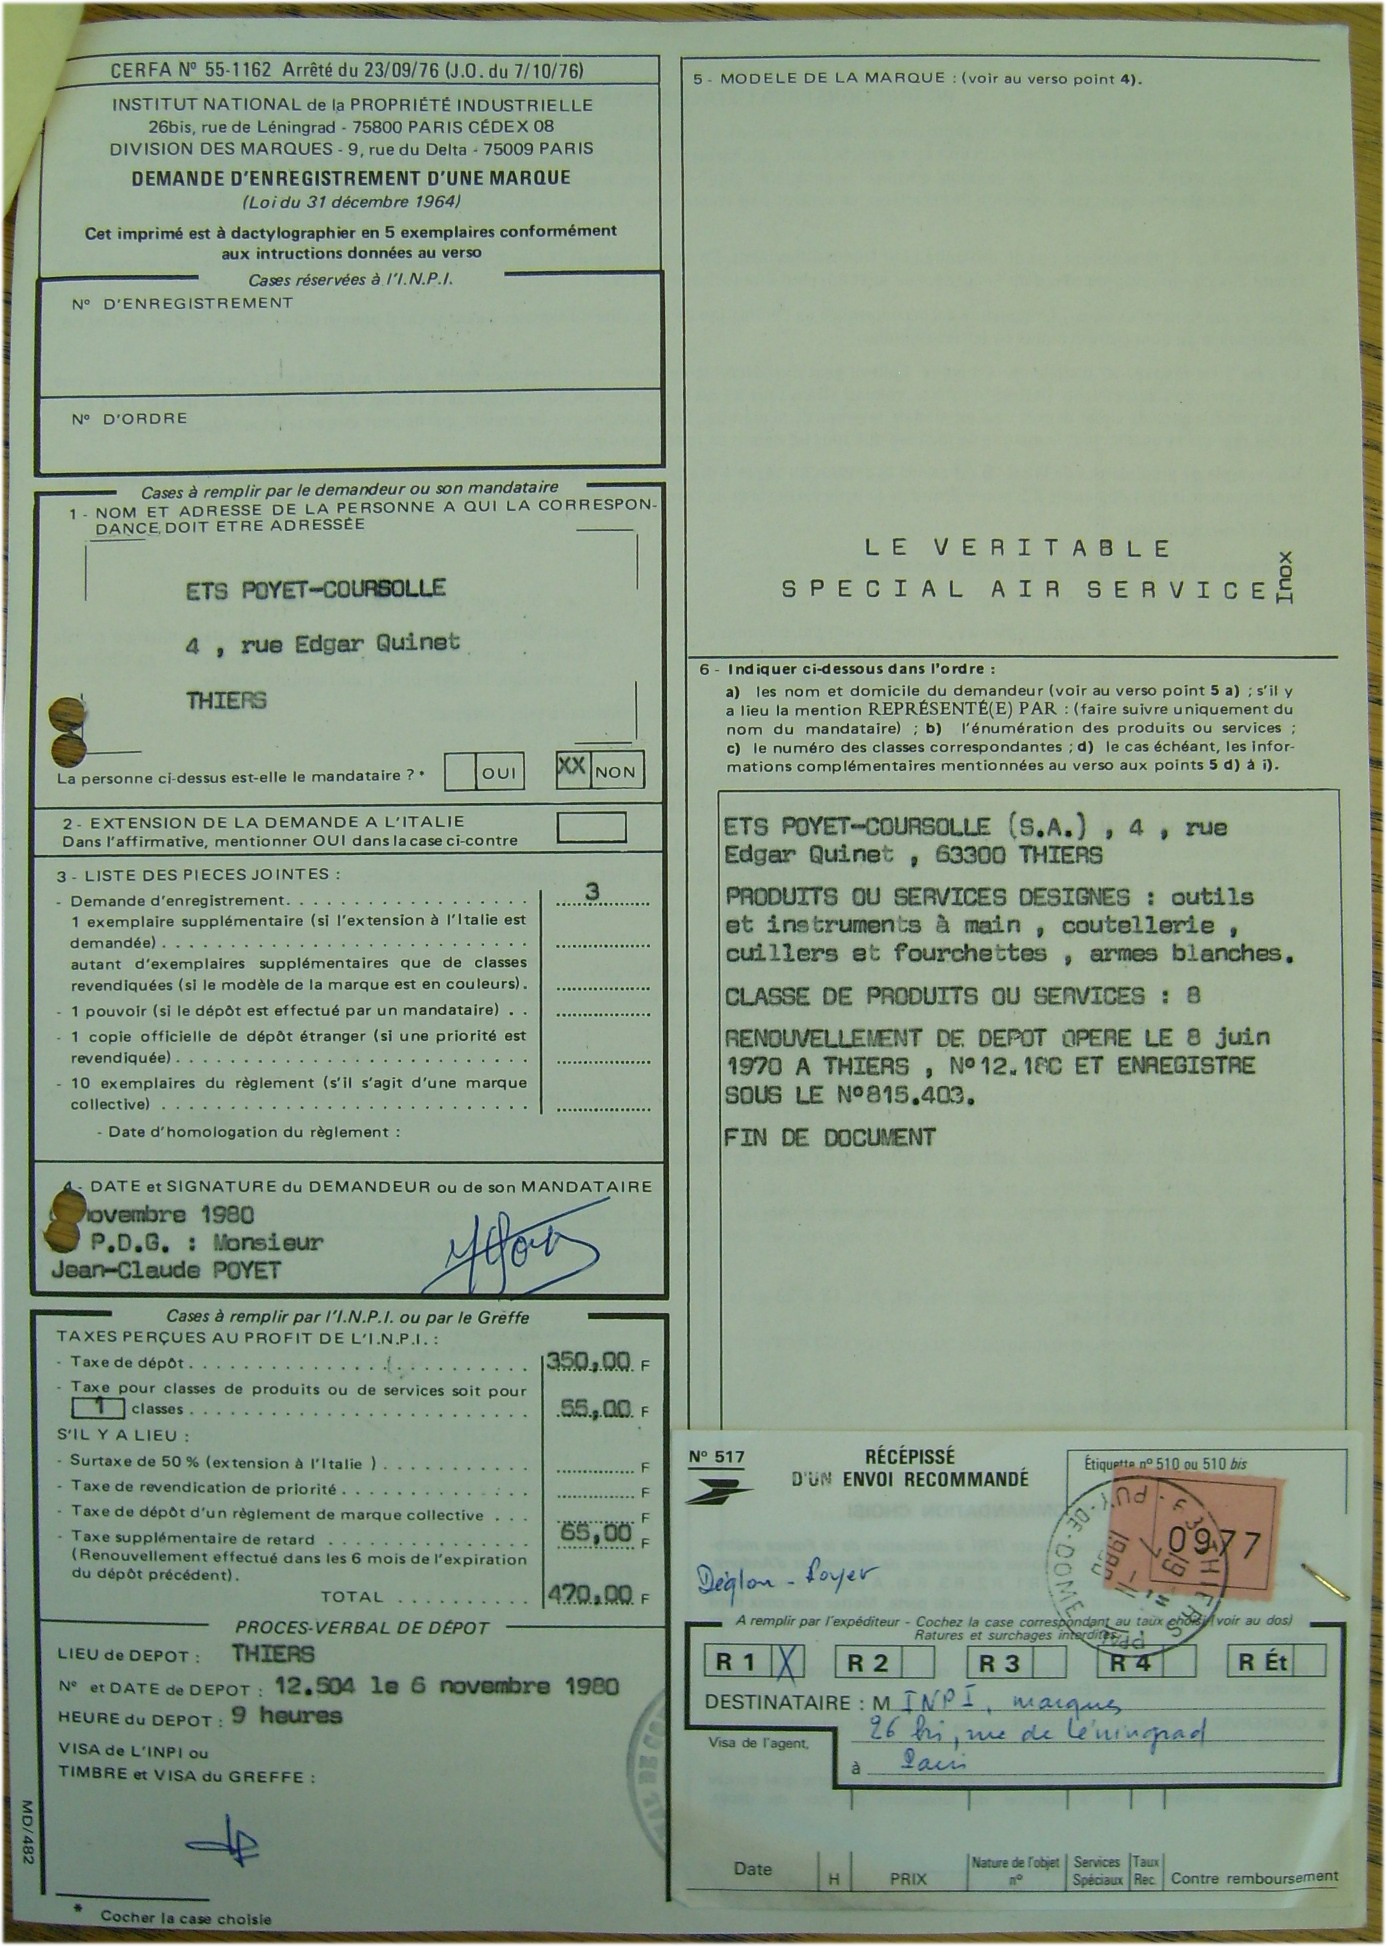 CERFA Nº 55-1162 Arrêté du 23/09/76 (J.O. du 7/10/76)
INSTITUT NATIONAL de la PROPRIÉTÉ INDUSTRIELLE
26bis, rue de Léningrad - 75800 PARIS CÉDEX 08
DIVISION DES MARQUES - 9, rue du Delta - 75009 PARIS
DEMANDE D'ENREGISTREMENT D'UNE MARQUE
(Loi du 31 décembre 1964)
Cet imprimé est à dactylographier en 5 exemplaires conformément
aux intructions données au verso
Cases réservées à l'I.N.P.I.
Nº D'ENREGISTREMENT
Nº D'ORDRE
Cases à remplir par le demandeur ou son mandataire
1 - NOM ET ADRESSE DE LA PERSONNE A QUI LA CORRESPON-
DANCE, DOIT ETRE ADRESSÉE
ETS POYET-COURSOLLE
4 , rue Edgar Quinet
THIERS
La personne ci-dessus est-elle le mandataire ? * OUI XX NON
2 - EXTENSION DE LA DEMANDE A L'ITALIE
Dans l'affirmative, mentionner OUI dans la case ci-contre
3 - LISTE DES PIECES JOINTES :
- Demande d'enregistrement. 3
1 exemplaire supplémentaire (si l'extension à l'Italie est
demandée)
autant d'exemplaires supplémentaires que de classes
revendiquées (si le modèle de la marque est en couleurs).
- 1 pouvoir (si le dépôt est effectué par un mandataire) . .
- 1 copie officielle de dépôt étranger (si une priorité est
revendiquée)
- 10 exemplaires du règlement (s'il s'agit d'une marque
collective)
- Date d'homologation du règlement :
4 - DATE et SIGNATURE du DEMANDEUR ou de son MANDATAIRE
ovembre 1980
P.D.G. : Monsieur
Jean-Claude POYET
Cases à remplir par l'I.N.P.I. ou par le Greffe
TAXES PERÇUES AU PROFIT DE L'I.N.P.I. :
- Taxe de dépôt 350,00 F
- Taxe pour classes de produits ou de services soit pour
1 classes 55,00 F
S'IL Y A LIEU :
- Surtaxe de 50 % (extension à l'Italie ) F
- Taxe de revendication de priorité F
- Taxe de dépôt d'un règlement de marque collective . . . F
- Taxe supplémentaire de retard 65,00 F
(Renouvellement effectué dans les 6 mois de l'expiration
du dépôt précédent).
TOTAL 470,00 F
PROCES-VERBAL DE DÉPOT
LIEU de DEPOT : THIERS
Nº et DATE de DEPOT : 12.504 le 6 novembre 1980
HEURE du DEPOT : 9 heures
VISA de L'INPI ou
TIMBRE et VISA du GREFFE :
MD/482
* Cocher la case choisie
5 - MODELE DE LA MARQUE : (voir au verso point 4).
LE VERITABLE
SPECIAL AIR SERVICE
Inox
6 - Indiquer ci-dessous dans l'ordre :
a) les nom et domicile du demandeur (voir au verso point 5 a) ; s'il y
a lieu la mention REPRÉSENTÉ(E) PAR : (faire suivre uniquement du
nom du mandataire) ; b) l'énumération des produits ou services ;
c) le numéro des classes correspondantes ; d) le cas échéant, les infor-
mations complémentaires mentionnées au verso aux points 5 d) à i).
ETS POYET-COURSOLLE (S.A.) , 4 , rue
Edgar Quinet , 63300 THIERS
PRODUITS OU SERVICES DESIGNES : outils
et instruments à main , coutellerie ,
cuillers et fourchettes , armes blanches.
CLASSE DE PRODUITS OU SERVICES : 8
RENOUVELLEMENT DE DEPOT OPERE LE 8 juin
1970 A THIERS , Nº ET ENREGISTRE
SOUS LE Nº815.403.
FIN DE DOCUMENT
Nº 517
RÉCÉPISSÉ
D'UN ENVOI RECOMMANDÉ
Étiquette nº 510 ou 510 bis
0977
THIERS
PUY-DE-DOME
19 7
-11
1980
Déglon - Poyet
A remplir par l'expéditeur - Cochez la case correspondant au taux choisi (voir au dos)
Ratures et surchages interdites.
R 1 X R 2 R 3 R 4 R Ét
DESTINATAIRE : M INPI, marques
26 bis, rue de Léningrad
Visa de l'agent,
à Paris
Date H PRIX Nature de l'objet nº Services Spéciaux Taux Rec. Contre remboursement